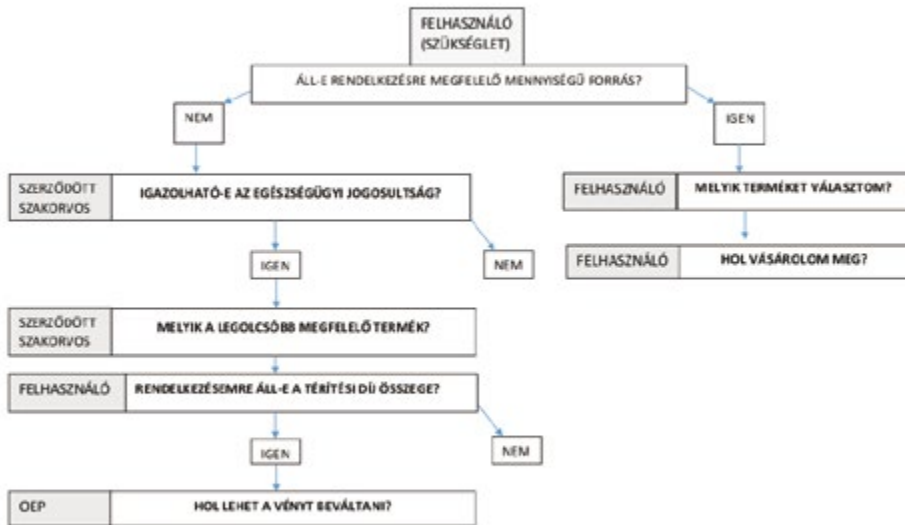 FELHASZNÁLÓ
(SZÜKSÉGLET)
ÁLL-E RENDELKEZÉSRE MEGFELELŐ MENNYISÉGŰ FORRÁS?
NEM
IGEN
SZERZŐDÖTT
SZAKORVOS
IGAZOLHATÓ-E AZ EGÉSZSÉGÜGYI JOGOSULTSÁG?
FELHASZNÁLÓ
MELYIK TERMÉKET VÁLASZTOM?
IGEN
NEM
FELHASZNÁLÓ
HOL VÁSÁROLOM MEG?
SZERZŐDÖTT
SZAKORVOS
MELYIK A LEGOLCSÓBB MEGFELELŐ TERMÉK?
FELHASZNÁLÓ
RENDELKEZÉSEMRE ÁLL-E A TÉRÍTÉSI DÍJ ÖSSZEGE?
IGEN
NEM
OEP
HOL LEHET A VÉNYT BEVÁLTANI?